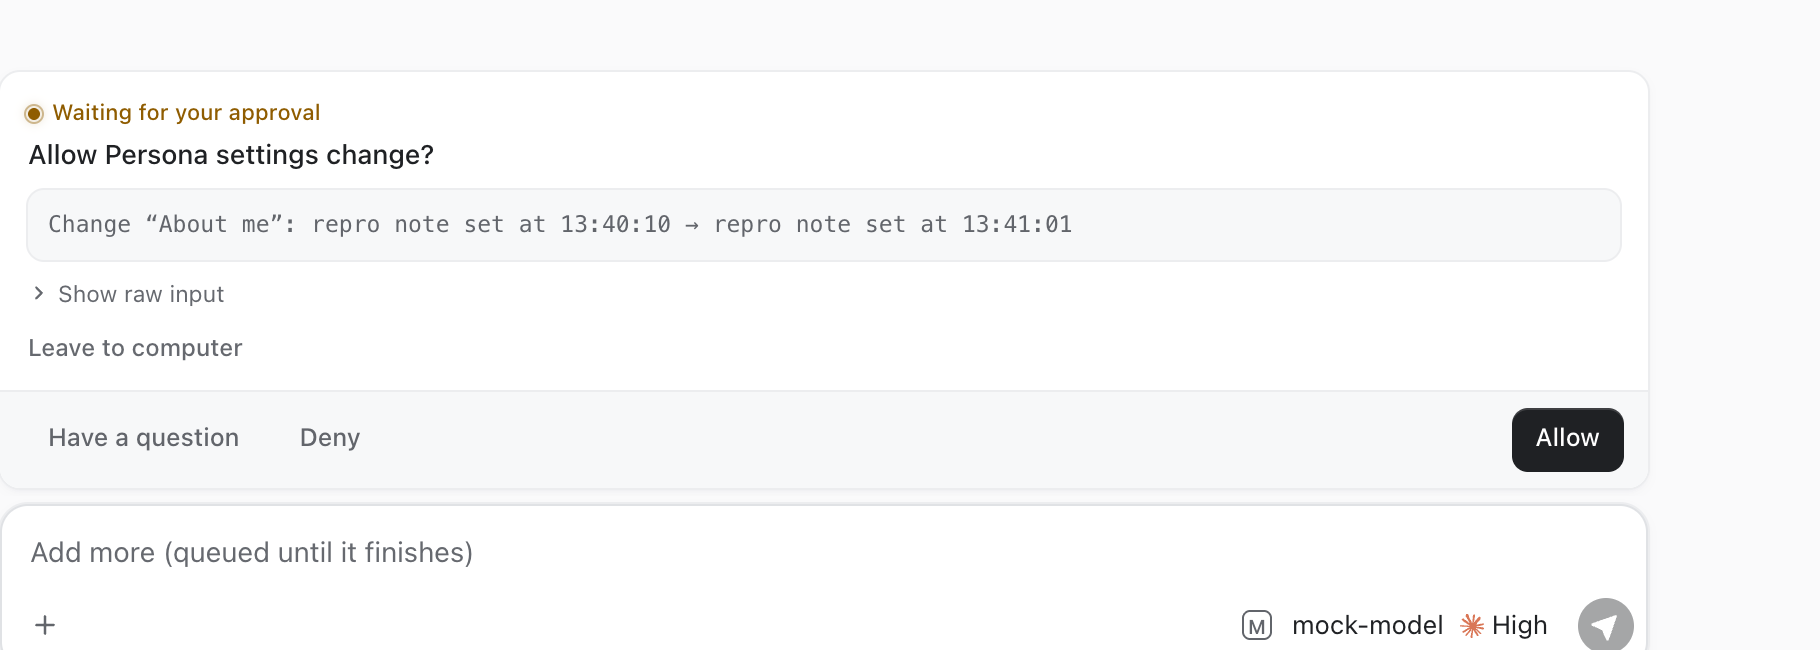 Waiting for your approval
Allow Persona settings change?
Change “About me”: repro note set at 13:40:10 → repro note set at 13:41:01
Show raw input
Leave to computer
Have a question
Deny
Allow
Add more (queued until it finishes)
M mock-model High